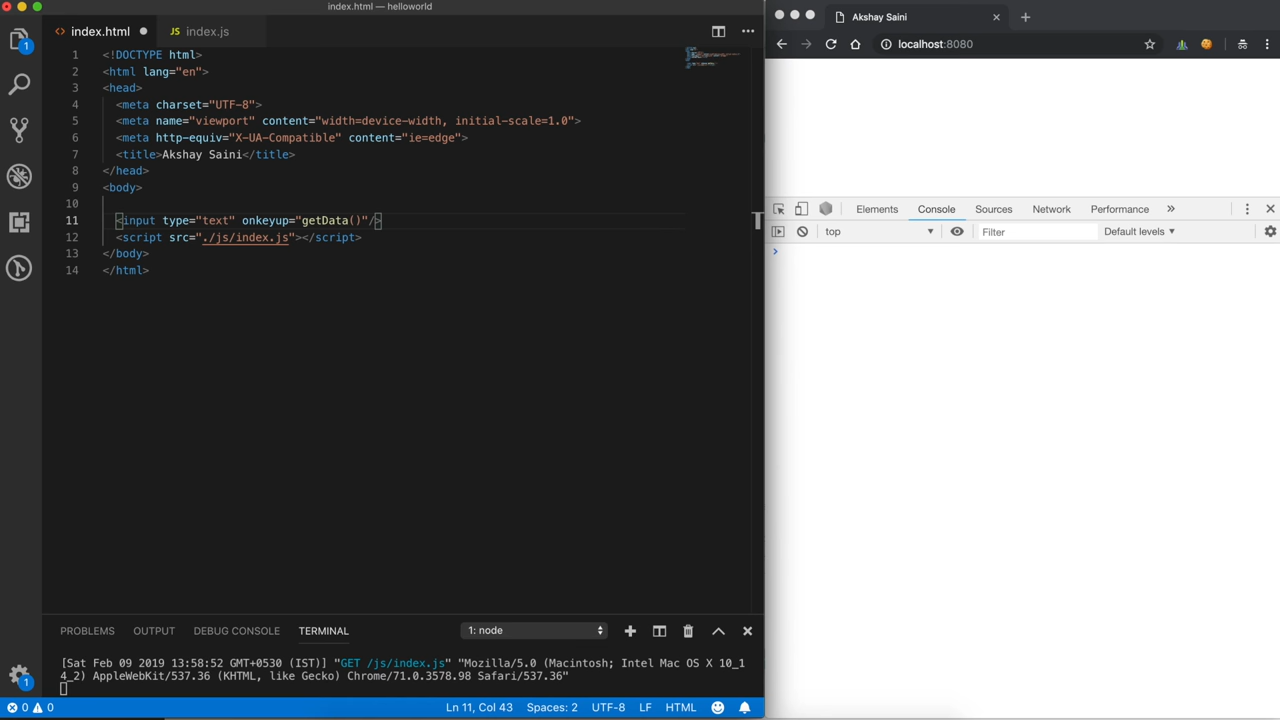 index.html — helloworld
index.html
JS index.js
1 <!DOCTYPE html>
2 <html lang="en">
3 <head>
4 <meta charset="UTF-8">
5 <meta name="viewport" content="width=device-width, initial-scale=1.0">
6 <meta http-equiv="X-UA-Compatible" content="ie=edge">
7 <title>Akshay Saini</title>
8 </head>
9 <body>
10
11 <input type="text" onkeyup="getData()"/>
12 <script src="./js/index.js"></script>
13 </body>
14 </html>
1
1
PROBLEMS OUTPUT DEBUG CONSOLE TERMINAL 1: node
[Sat Feb 09 2019 13:58:52 GMT+0530 (IST)] "GET /js/index.js" "Mozilla/5.0 (Macintosh; Intel Mac OS X 10_1
4_2) AppleWebKit/537.36 (KHTML, like Gecko) Chrome/71.0.3578.98 Safari/537.36"
0 0 Ln 11, Col 43 Spaces: 2 UTF-8 LF HTML
Akshay Saini
localhost:8080
Elements Console Sources Network Performance »
top Filter Default levels